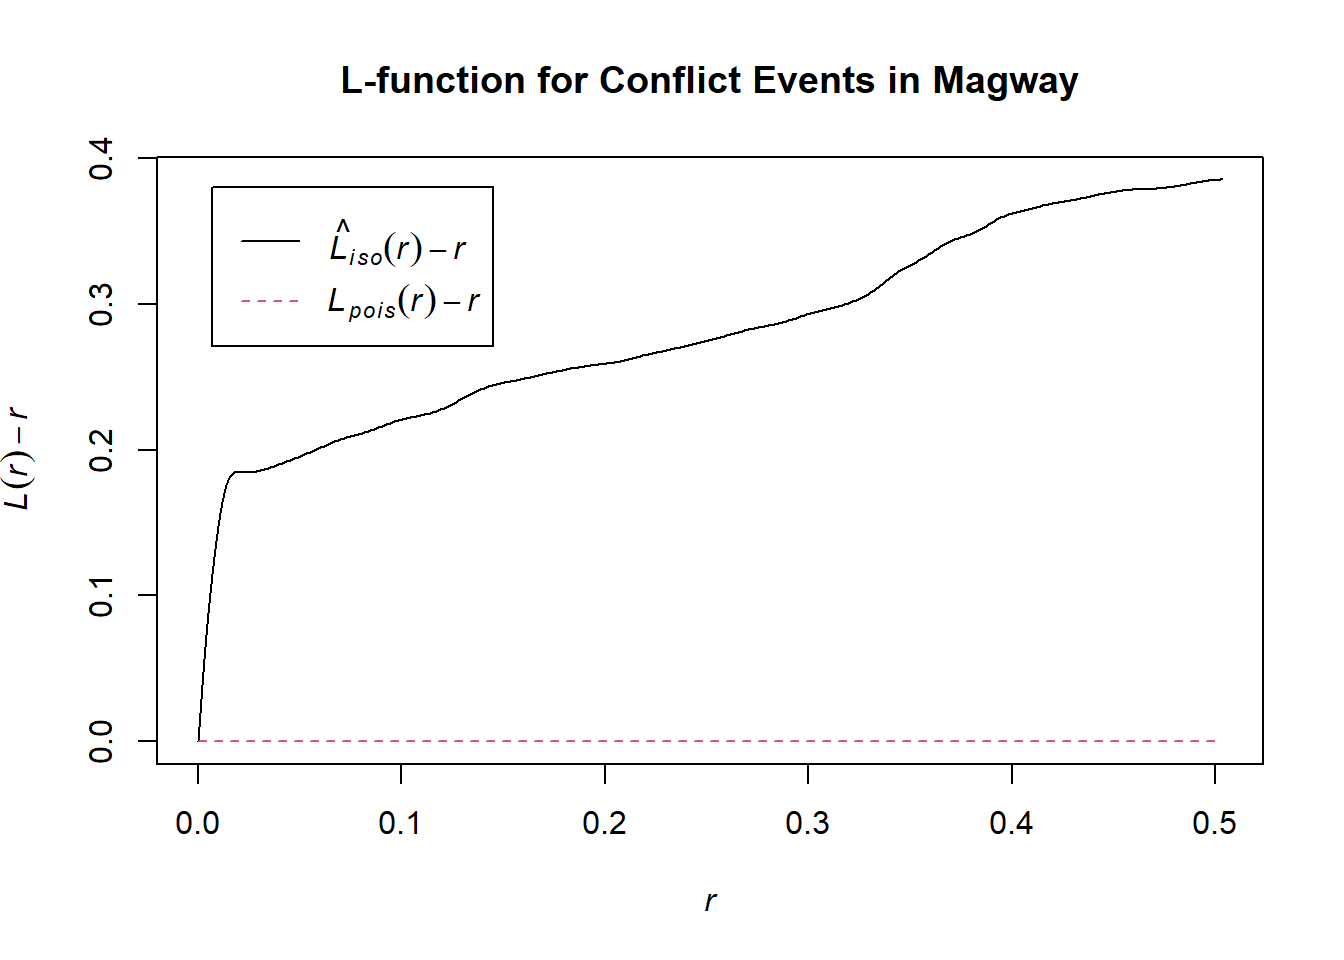 L-function for Conflict Events in Magway
L(r) − r
0.4
0.3
0.2
0.1
0.0
L̂iso(r) − r
Lpois(r) − r
0.0 0.1 0.2 0.3 0.4 0.5
r